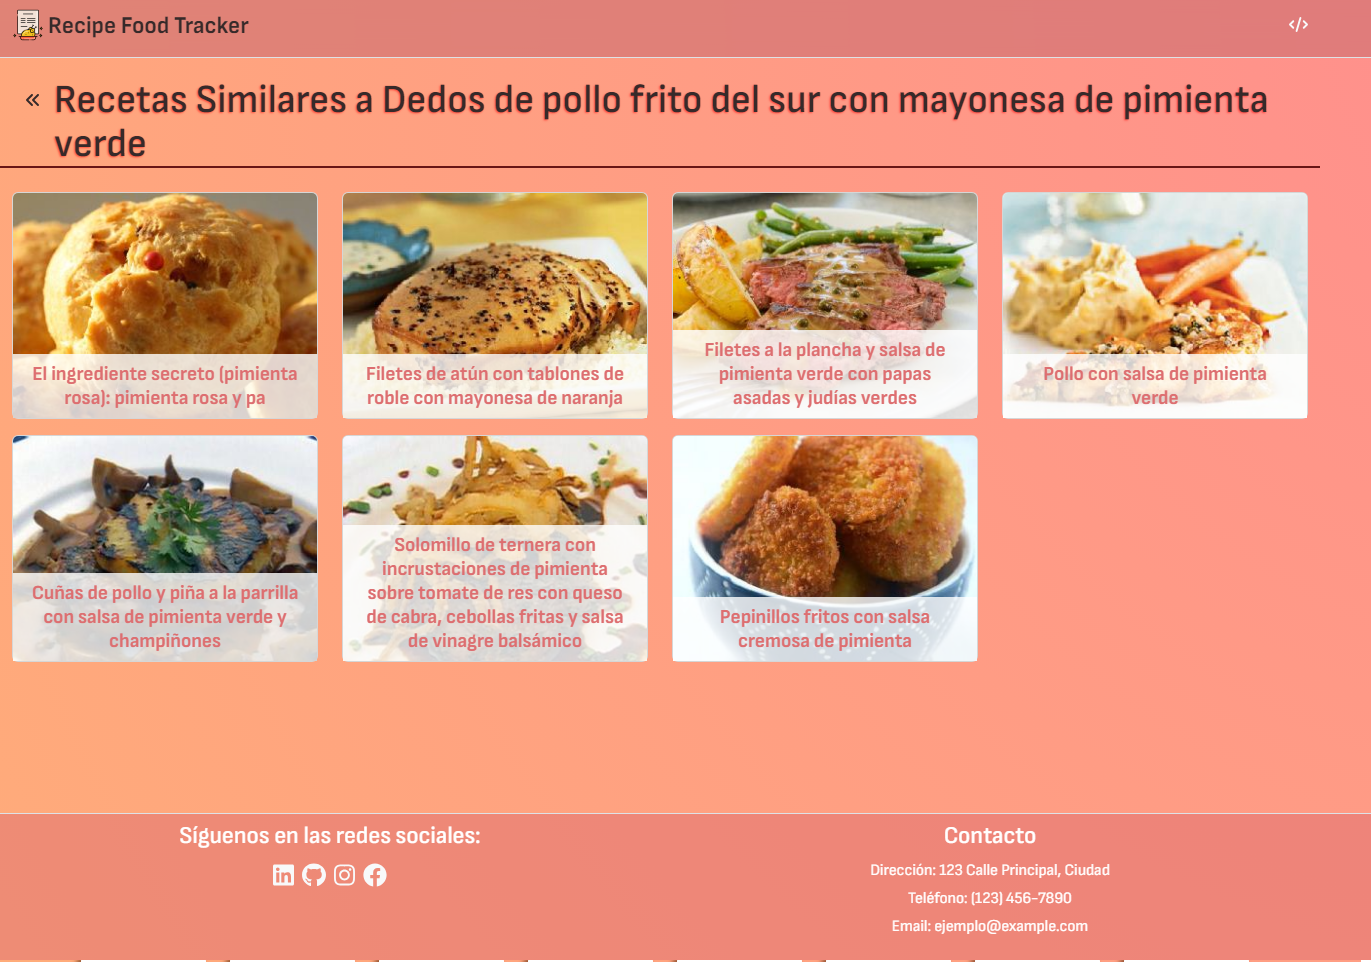 Recipe Food Tracker
Recetas Similares a Dedos de pollo frito del sur con mayonesa de pimienta
verde
El ingrediente secreto (pimienta
rosa): pimienta rosa y pa
Filetes de atún con tablones de
roble con mayonesa de naranja
Filetes a la plancha y salsa de
pimienta verde con papas
asadas y judías verdes
Pollo con salsa de pimienta
verde
Cuñas de pollo y piña a la parrilla
con salsa de pimienta verde y
champiñones
Solomillo de ternera con
incrustaciones de pimienta
sobre tomate de res con queso
de cabra, cebollas fritas y salsa
de vinagre balsámico
Pepinillos fritos con salsa
cremosa de pimienta
Síguenos en las redes sociales:
Contacto
Dirección: 123 Calle Principal, Ciudad
Teléfono: (123) 456-7890
Email: ejemplo@example.com